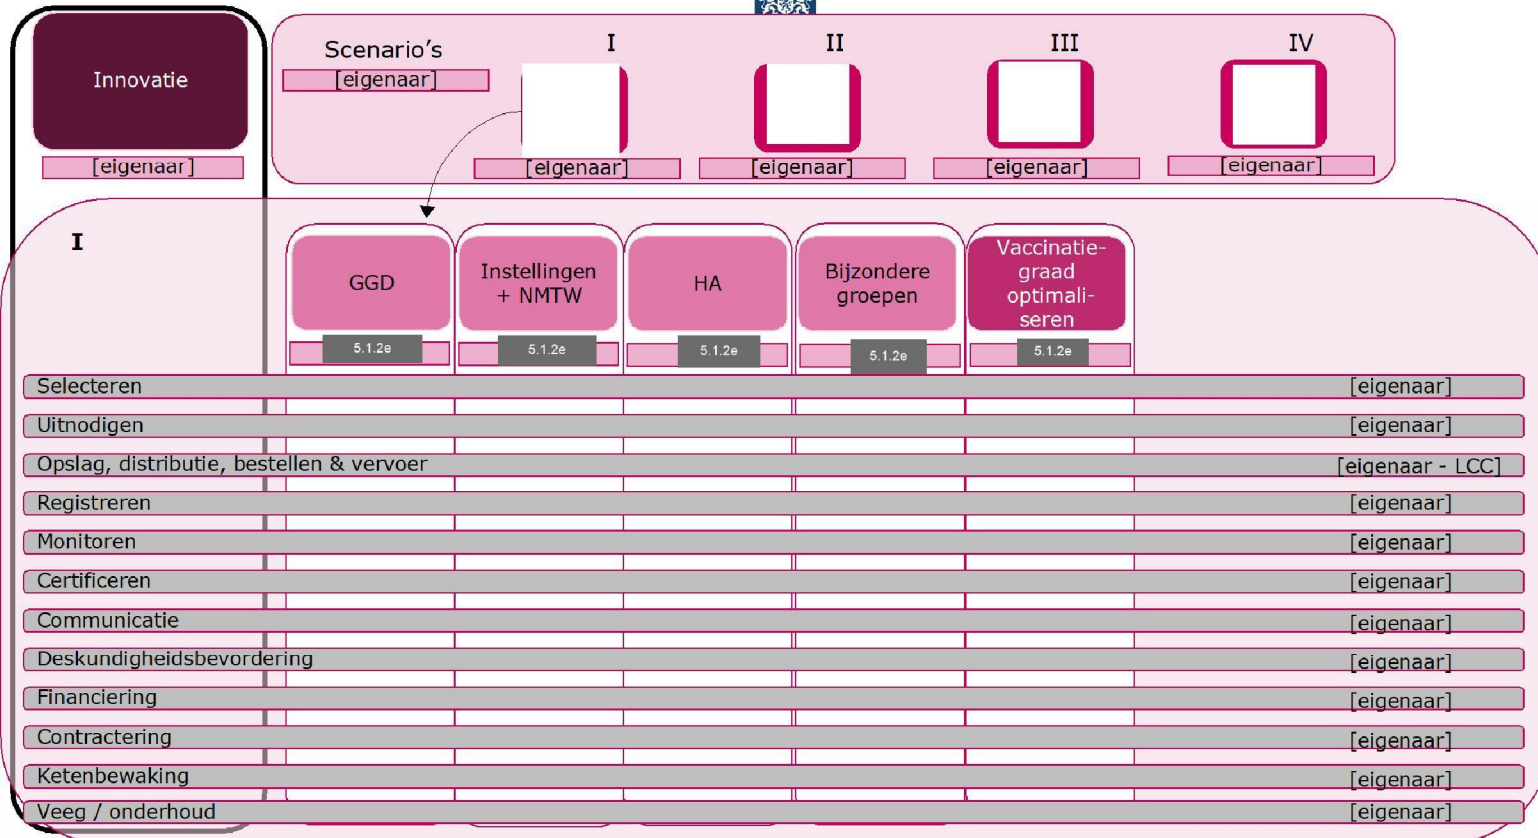 Innovatie
[eigenaar]
Scenario's
[eigenaar]
I
II
III
IV
[eigenaar]
[eigenaar]
[eigenaar]
[eigenaar]
I
GGD
Instellingen
+ NMTW
HA
Bijzondere
groepen
Vaccinatie-
graad
optimali-
seren
5.1.2e
5.1.2e
5.1.2e
5.1.2e
5.1.2e
Selecteren [eigenaar]
Uitnodigen [eigenaar]
Opslag, distributie, bestellen & vervoer [eigenaar - LCC]
Registreren [eigenaar]
Monitoren [eigenaar]
Certificeren [eigenaar]
Communicatie [eigenaar]
Deskundigheidsbevordering [eigenaar]
Financiering [eigenaar]
Contractering [eigenaar]
Ketenbewaking [eigenaar]
Veeg / onderhoud [eigenaar]